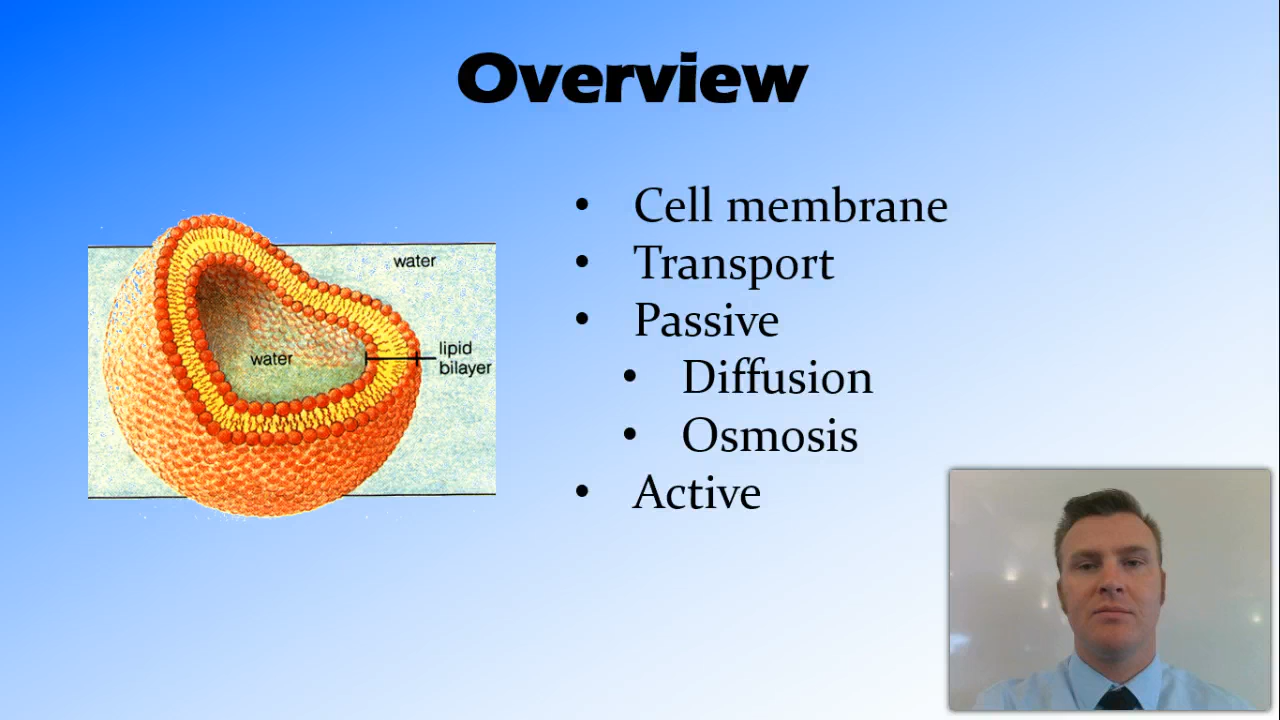 Overview
• Cell membrane
• Transport
• Passive
• Diffusion
• Osmosis
• Active
water
water
lipid
bilayer